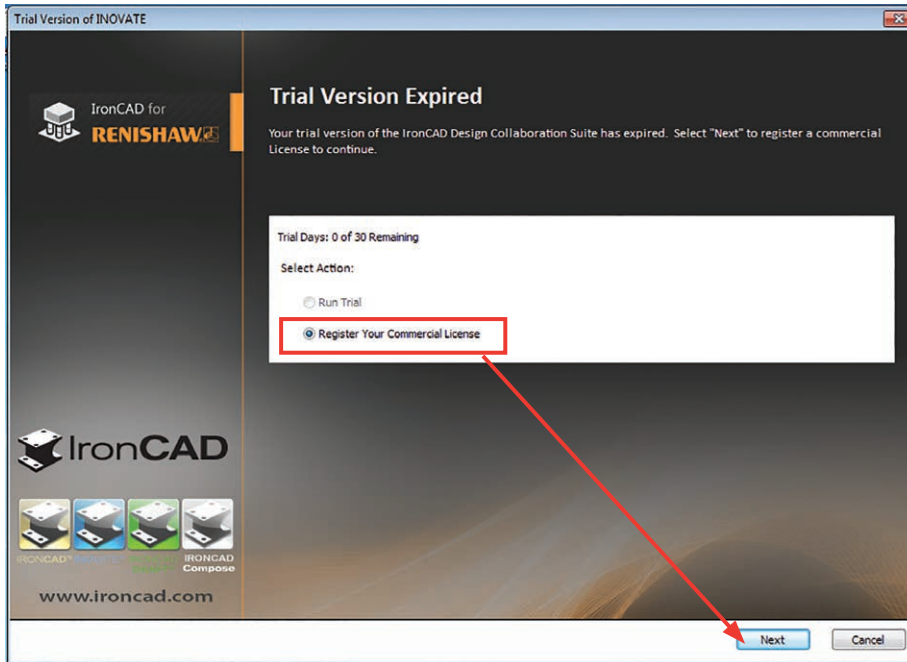 Trial Version of INOVATE
IronCAD for
RENISHAW
Trial Version Expired
Your trial version of the IronCAD Design Collaboration Suite has expired. Select "Next" to register a commercial
License to continue.
Trial Days: 0 of 30 Remaining
Select Action:
Run Trial
Register Your Commercial License
IronCAD
IRONCAD
IRONCAD
Compose
www.ironcad.com
Next
Cancel